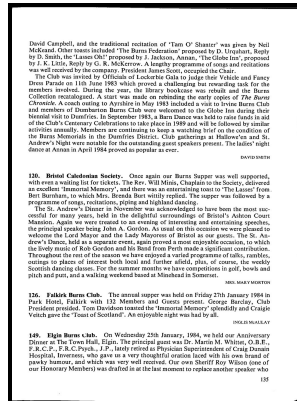 David Campbell, and the traditional recitation of 'Tam O' Shanter' was given by Neil
McKeand. Other toasts included 'The Burns Federation' proposed by D. Urquhart, Reply
by D. Smith, the 'Lasses Oh!' proposed by J. Jackson, Annan, 'The Globe Inn', proposed
by J. K. Little, Reply by G. R. McKerrow. A lengthy programme of songs and recitations
was well received by the company. President James Scott, occupied the Chair.
The Club was invited by Officials of Lockerbie Gala to judge their Vehicle and Fancy
Dress Parade on 11th June 1983 which proved a challenging but rewarding task for the
members involved. During the year, the library bookcase was rebuilt and the Burns
Collection recatalogued. A start was made on rebinding the early copies of The Burns
Chronicle. A coach outing to Ayrshire in May 1983 included a visit to Irvine Burns Club
and members of Dumbarton Burns Club were welcomed to the Globe Inn during their
biennial visit to Dumfries. In September 1983, a Barn Dance was held to raise funds in aid
of the Club's Centenary Celebrations to take place in 1989 and will be followed by similar
activities annually. Members are continuing to keep a watching brief on the condition of
the Burns Memorials in the Dumfries District. Club gatherings at Hallowe'en and St.
Andrew's Night were notable for the outstanding guest speakers present. The ladies' night
dance at Annan in April 1984 proved as popular as ever.
DAVID SMITH
120. Bristol Caledonian Society. Once again our Burns Supper was well supported,
with even a waiting list for tickets. The Rev. Will Minis, Chaplain to the Society, delivered
an excellent 'Immortal Memory', and there was an entertaining toast to 'The Lasses' from
Bert Burnham, to which Mrs. Brenda Burt wittily replied. The supper was followed by a
programme of songs, recitations, piping and highland dancing.
The St. Andrew's Dinner in November was acknowledged to have been the most suc-
cessful for many years, held in the delightful surroundings of Bristol's Ashton Court
Mansion. Again we were treated to an evening of interesting and entertaining speeches,
the principal speaker being John A. Gordon. As usual on this occasion we were pleased to
welcome the Lord Mayor and the Lady Mayoress of Bristol as our guests. The St. An-
drew's Dance, held as a separate event, again proved a most enjoyable occasion, to which
the lively music of Rob Gordon and his Band from Perth made a significant contribution.
Throughout the rest of the season we have enjoyed a varied programme of talks, rambles,
outings to places of interest both local and further afield, plus, of course, the weekly
Scottish dancing classes. For the summer months we have competitions in golf, bowls and
pitch and putt, and a walking weekend based at Minehead in Somerset.
MRS. MARY MORTON
126. Falkirk Burns Club. The annual supper was held on Friday 27th January 1984 in
Park Hotel, Falkirk with 132 Members and Guests present. George Barclay, Club
President presided. Tom Davidson toasted the 'Immortal Memory' splendidly and Craigie
Veitch gave the 'Toast of Scotland'. An enjoyable night was had by all.
INGLIS McAULAY
149. Elgin Burns Club. On Wednesday 25th January, 1984, we held our Anniversary
Dinner at The Town Hall, Elgin. The principal guest was Dr. Martin M. Whittet, O.B.E.,
F.R.C.P., F.R.C.Psych., J.P., lately retired as Physician Superintendent of Craig Dunain
Hospital, Inverness, who gave us a very thoughtful oration laced with his own brand of
pawky humour, and which was very well received. Our own Sheriff Roy Wilson (one of
our Honorary Members) was drafted in at the last moment to replace another speaker who
135